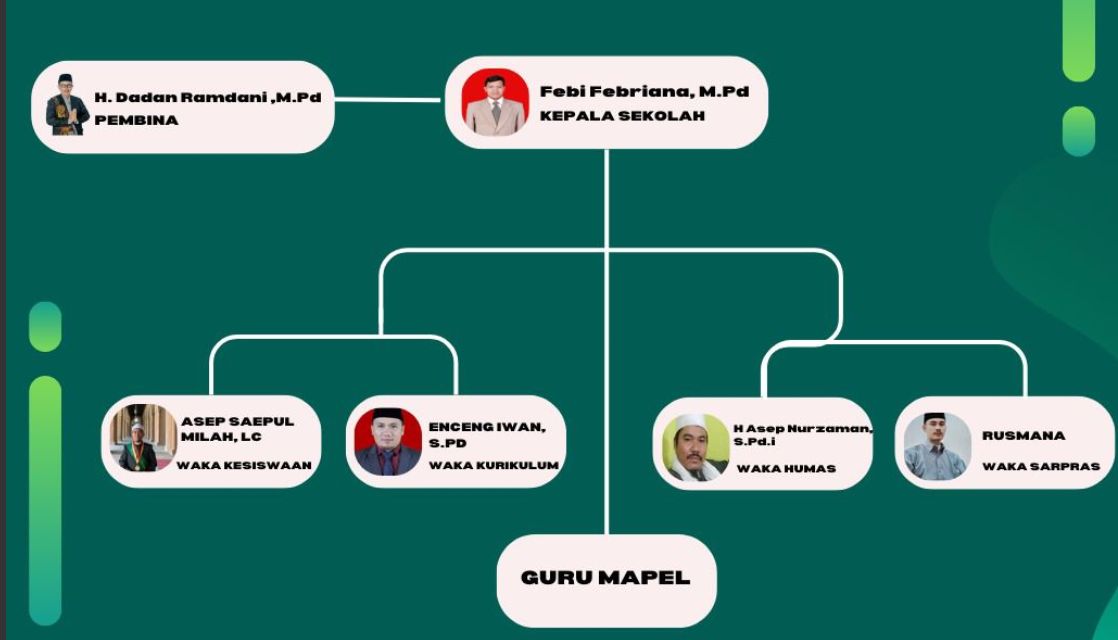 H. Dadan Ramdani ,M.Pd
PEMBINA
Febi Febriana, M.Pd
KEPALA SEKOLAH
ASEP SAEPUL
MILAH, LC
WAKA KESISWAAN
ENCENG IWAN,
S.PD
WAKA KURIKULUM
H Asep Nurzaman,
S.Pd.i
WAKA HUMAS
RUSMANA
WAKA SARPRAS
GURU MAPEL